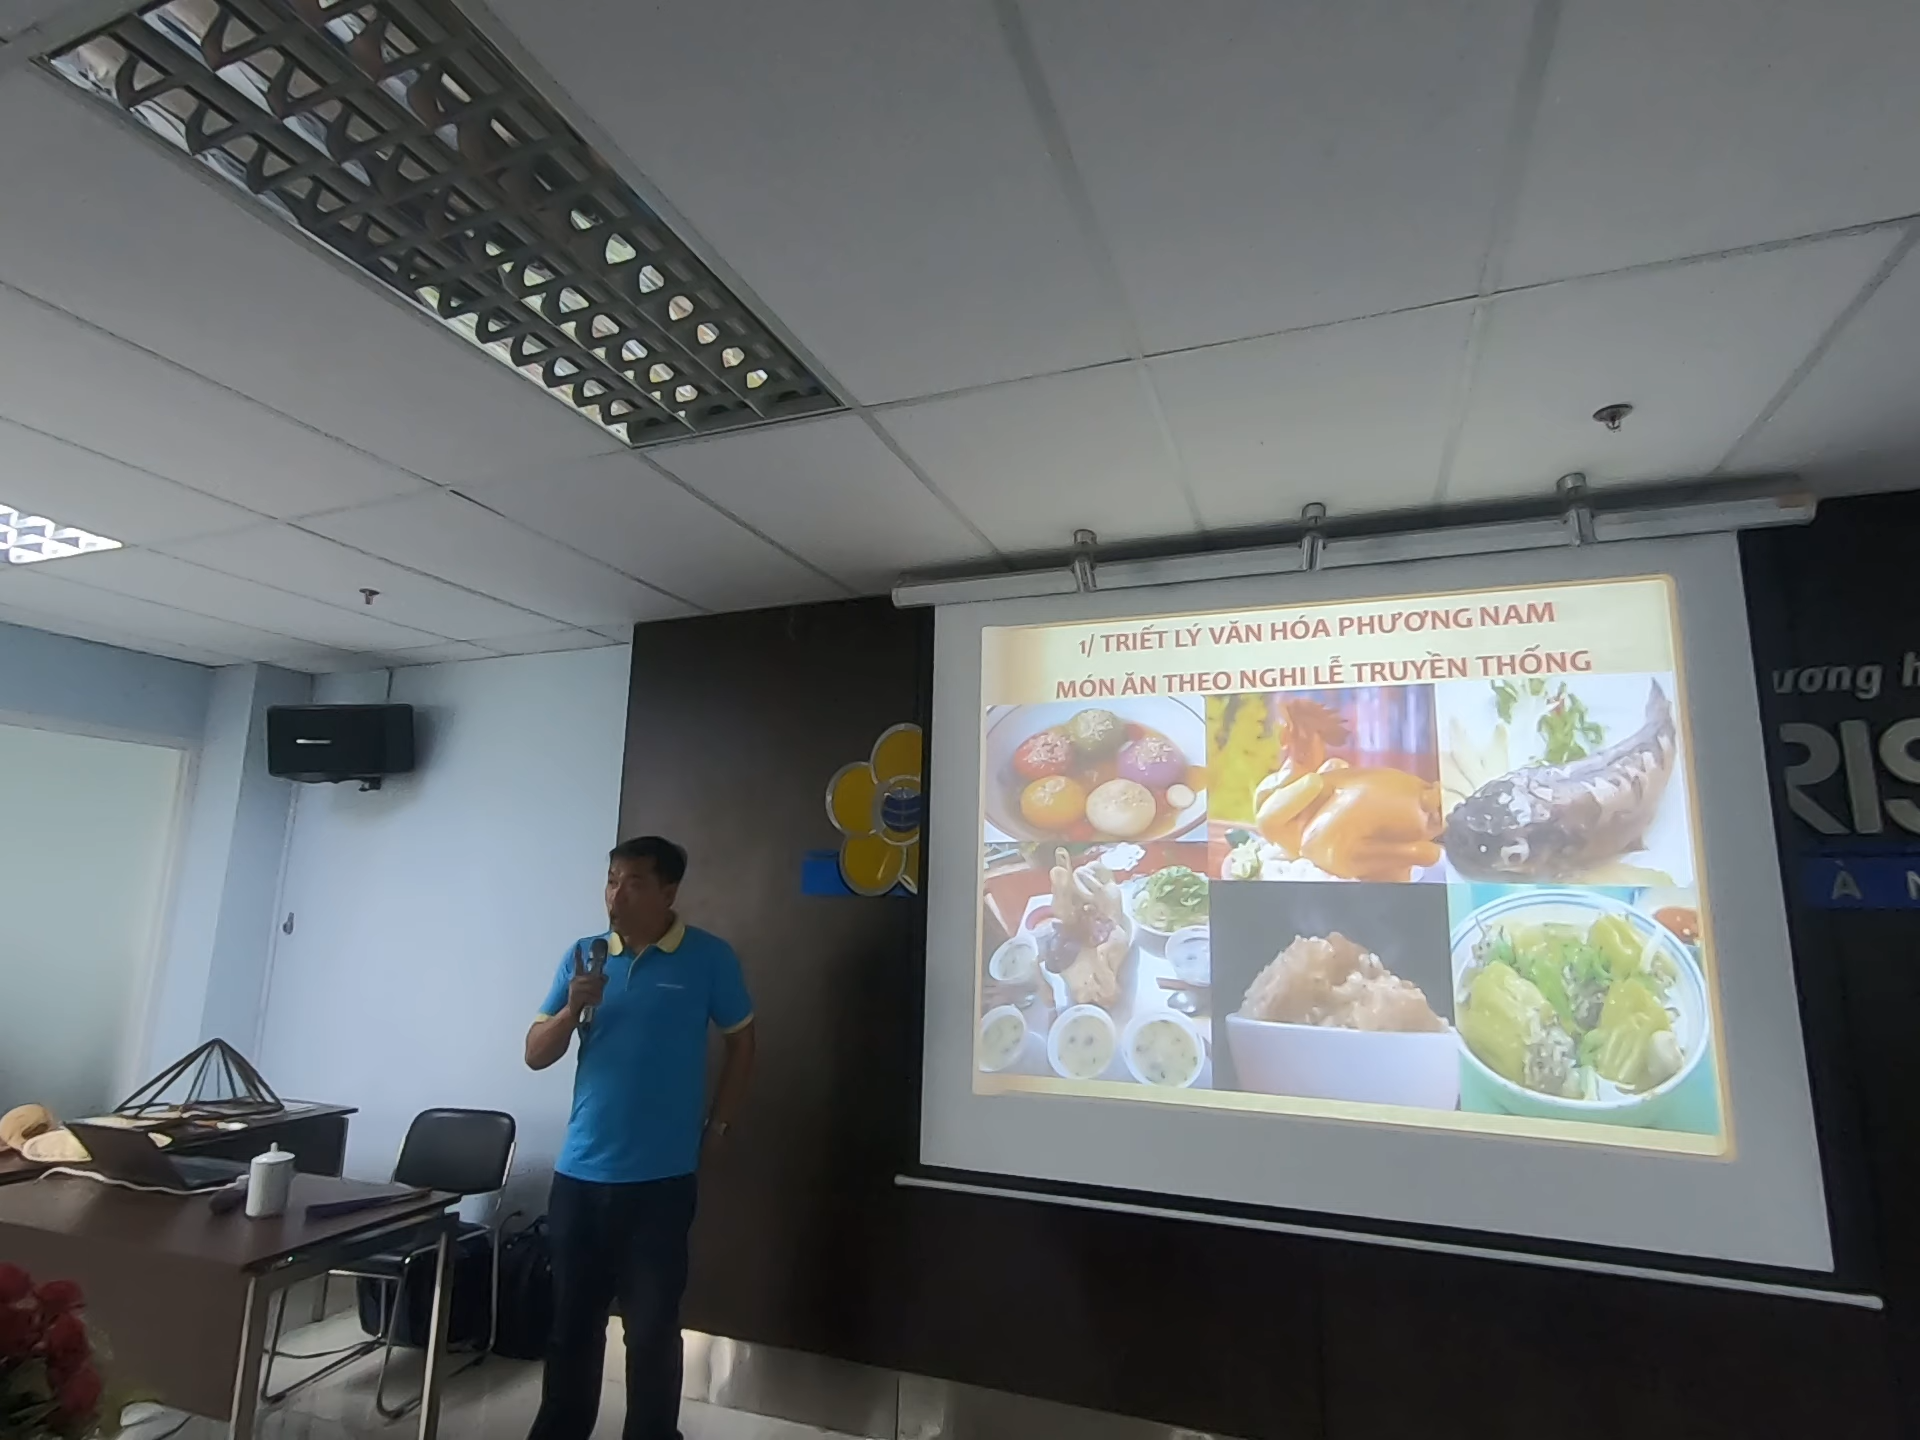 1/ TRIẾT LÝ VĂN HÓA PHƯƠNG NAM
MÓN ĂN THEO NGHI LỄ TRUYỀN THỐNG
ương h
RIS
À N